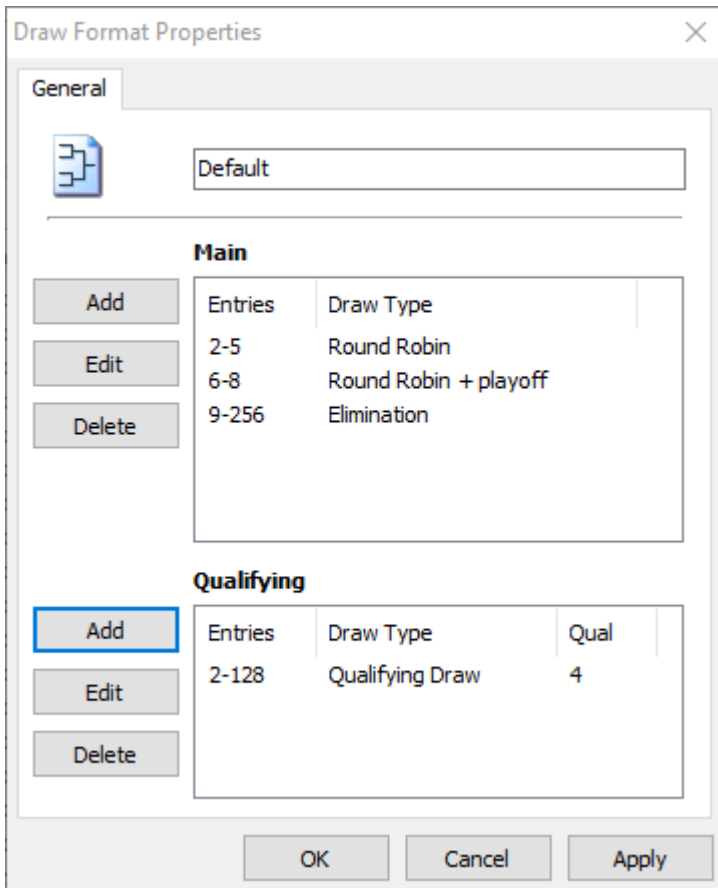 Draw Format Properties
General
Default
Main
Add
Edit
Delete
Entries Draw Type
2-5 Round Robin
6-8 Round Robin + playoff
9-256 Elimination
Qualifying
Add
Edit
Delete
Entries Draw Type Qual
2-128 Qualifying Draw 4
OK Cancel Apply